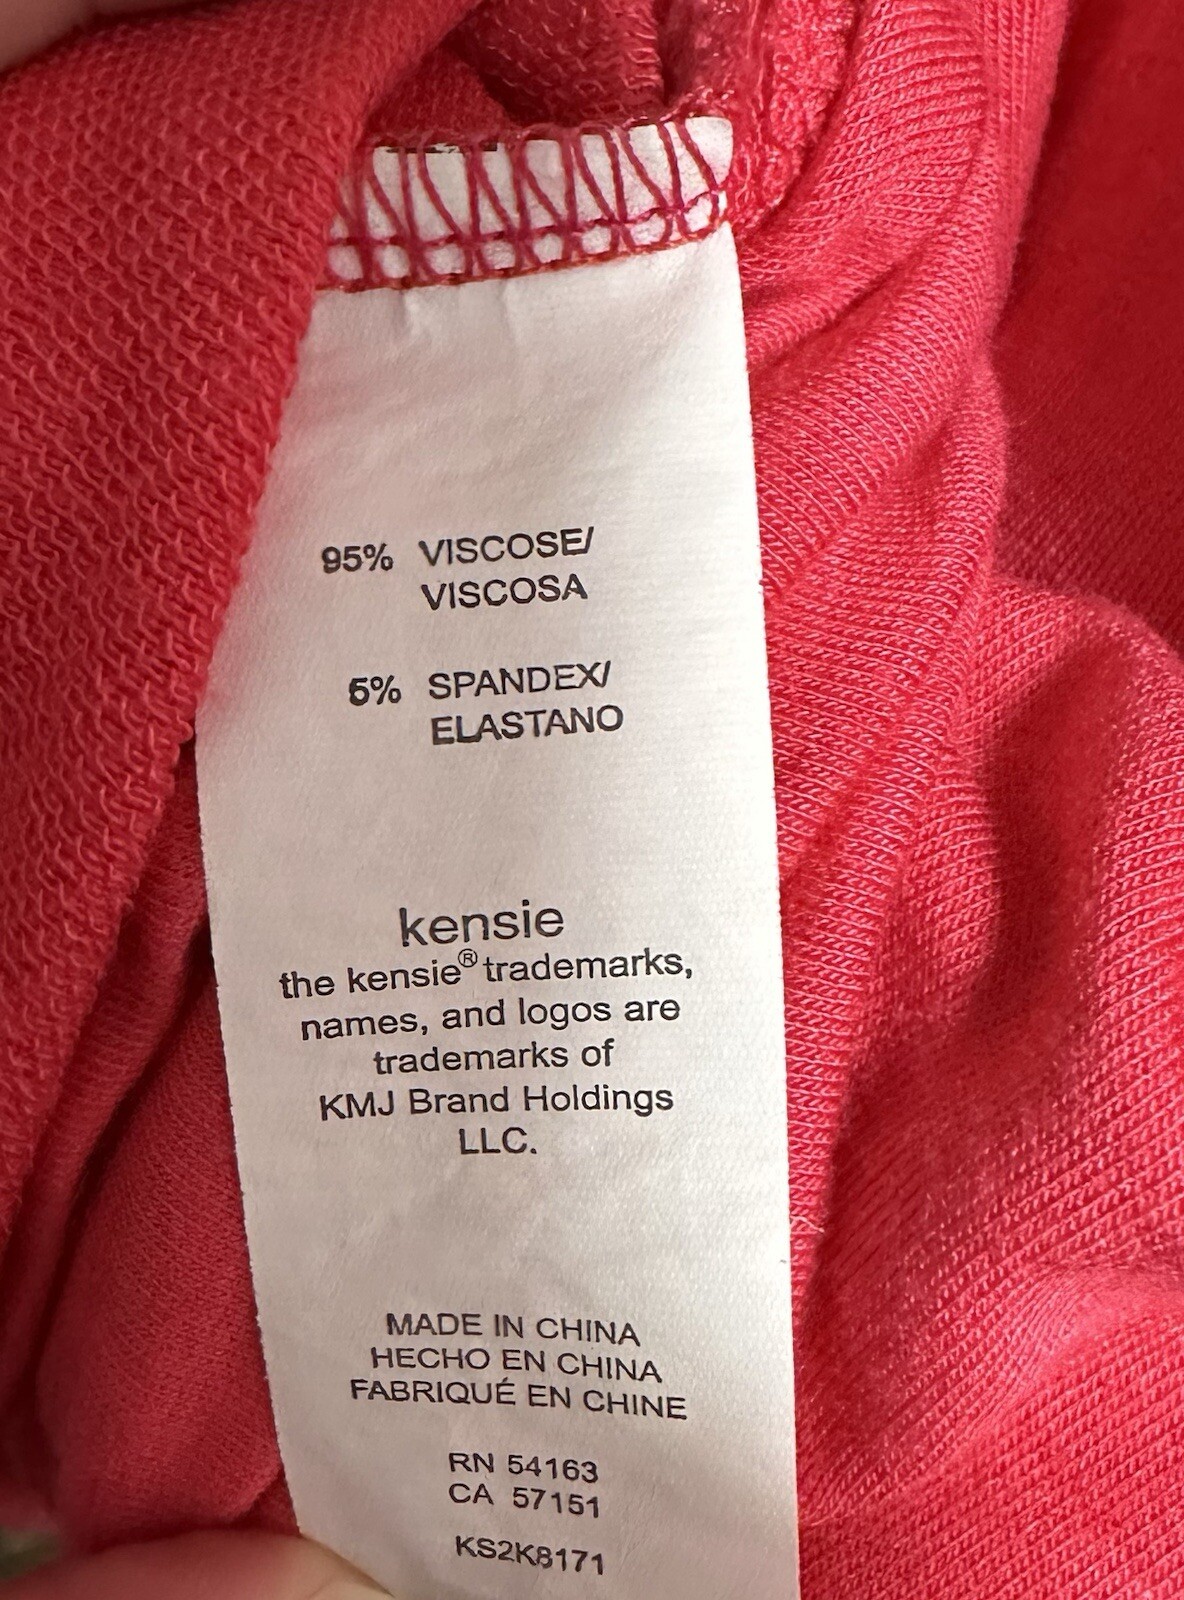 95% VISCOSE/
VISCOSA
5% SPANDEX/
ELASTANO
kensie
the kensie® trademarks,
names, and logos are
trademarks of
KMJ Brand Holdings
LLC.
MADE IN CHINA
HECHO EN CHINA
FABRIQUÉ EN CHINE
RN 54163
CA 57151
KS2K8171